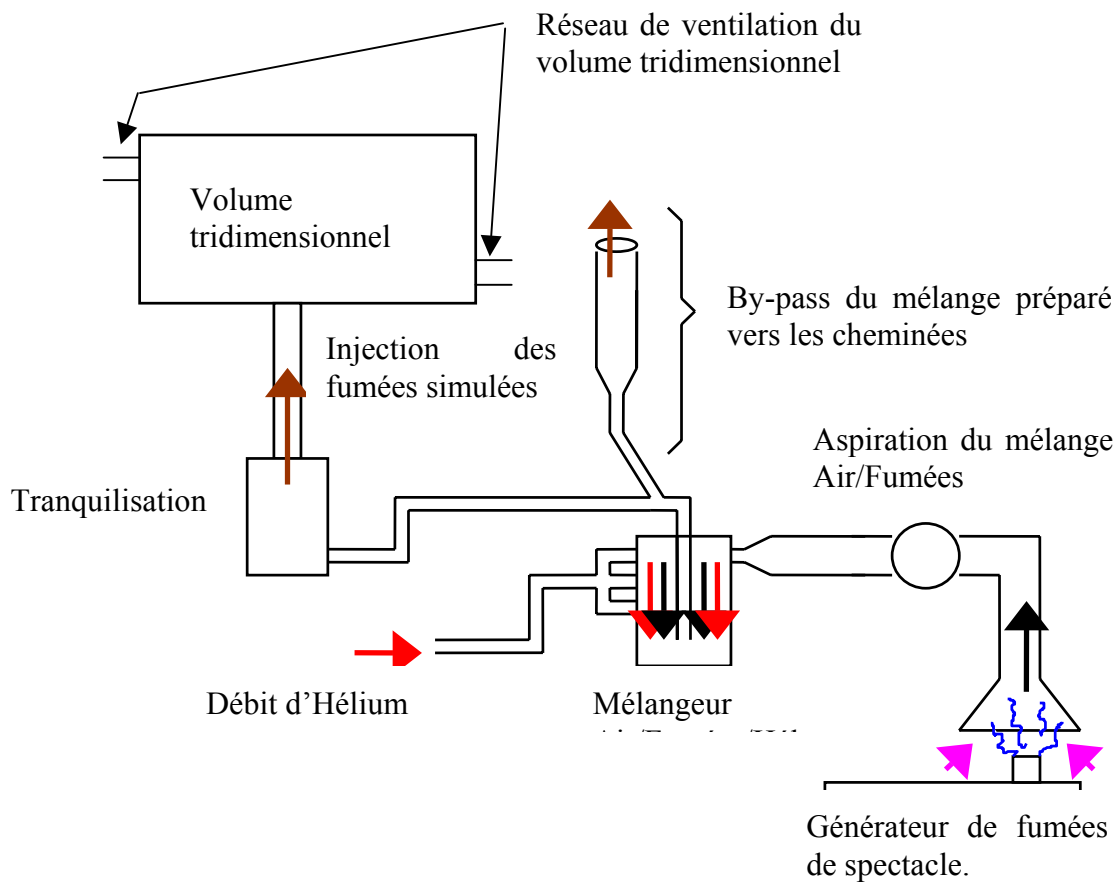 Réseau de ventilation du
volume tridimensionnel
Volume
tridimensionnel
By-pass du mélange préparé
vers les cheminées
Injection des
fumées simulées
Aspiration du mélange
Air/Fumées
Tranquilisation
Débit d’Hélium
Mélangeur
Générateur de fumées
de spectacle.